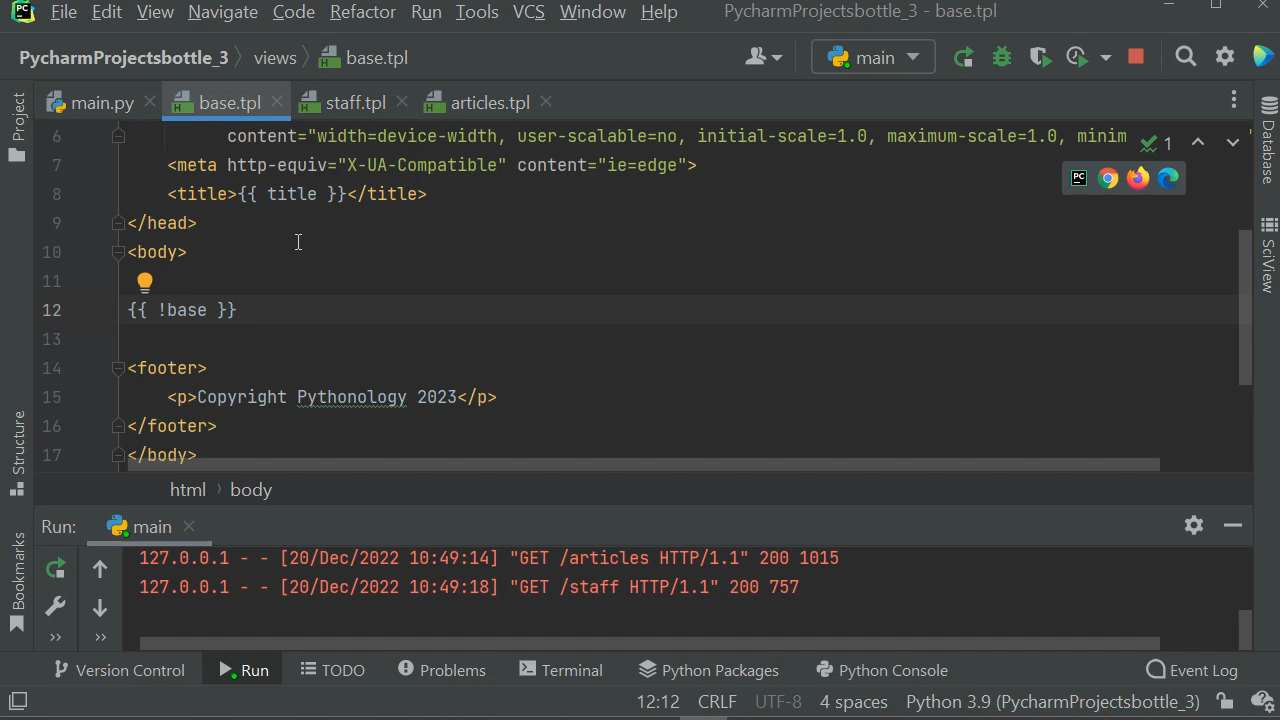 File Edit View Navigate Code Refactor Run Tools VCS Window Help PycharmProjectsbottle_3 - base.tpl
PycharmProjectsbottle_3 views base.tpl main
main.py base.tpl staff.tpl articles.tpl
6 content="width=device-width, user-scalable=no, initial-scale=1.0, maximum-scale=1.0, minim 1 "
7 <meta http-equiv="X-UA-Compatible" content="ie=edge">
8 <title>{{ title }}</title>
9 </head>
10 <body>
11
12 {{ !base }}
13
14 <footer>
15 <p>Copyright Pythonology 2023</p>
16 </footer>
17 </body>
html body
Run: main
127.0.0.1 - - [20/Dec/2022 10:49:14] "GET /articles HTTP/1.1" 200 1015
127.0.0.1 - - [20/Dec/2022 10:49:18] "GET /staff HTTP/1.1" 200 757
Version Control Run TODO Problems Terminal Python Packages Python Console Event Log
12:12 CRLF UTF-8 4 spaces Python 3.9 (PycharmProjectsbottle_3)
Project
Structure
Bookmarks
Database
SciView
PC
PC